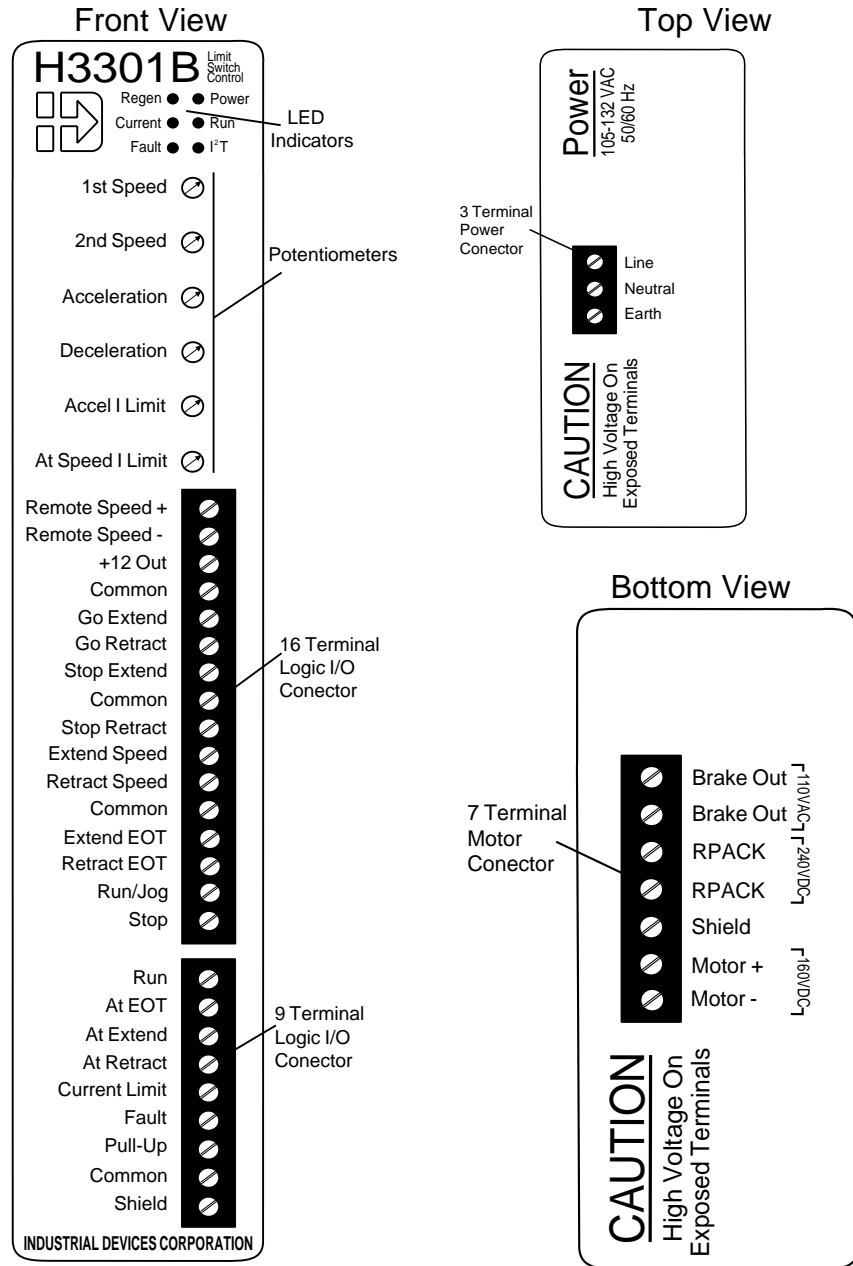 Front View
H3301B Limit
Switch
Control
Regen Power
Current Run
Fault I²T
LED
Indicators
1st Speed
2nd Speed
Acceleration
Deceleration
Accel I Limit
At Speed I Limit
Potentiometers
Remote Speed +
Remote Speed -
+12 Out
Common
Go Extend
Go Retract
Stop Extend
Common
Stop Retract
Extend Speed
Retract Speed
Common
Extend EOT
Retract EOT
Run/Jog
Stop
16 Terminal
Logic I/O
Conector
Run
At EOT
At Extend
At Retract
Current Limit
Fault
Pull-Up
Common
Shield
9 Terminal
Logic I/O
Conector
INDUSTRIAL DEVICES CORPORATION
Top View
Power
105-132 VAC
50/60 Hz
3 Terminal
Power
Conector
Line
Neutral
Earth
CAUTION
High Voltage On
Exposed Terminals
Bottom View
7 Terminal
Motor
Conector
Brake Out
Brake Out
110VAC
RPACK
RPACK
240VDC
Shield
Motor +
Motor -
160VDC
CAUTION
High Voltage On
Exposed Terminals